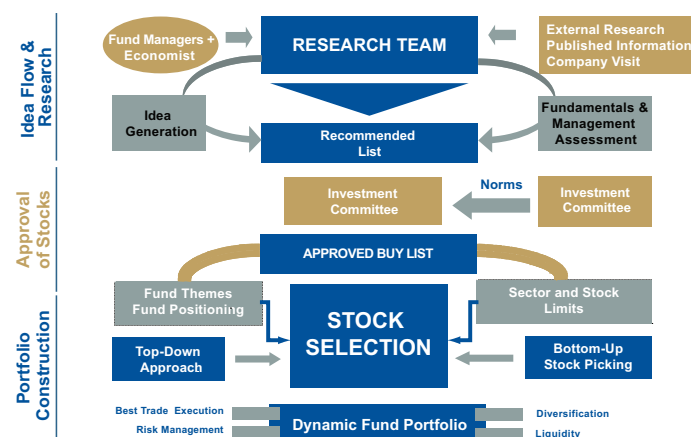 Idea Flow &
Research
Fund Managers +
Economist
RESEARCH TEAM
External Research
Published Information
Company Visit
Idea
Generation
Recommended
List
Fundamentals &
Management
Assessment
Approval
of Stocks
Investment
Committee
Norms
Investment
Committee
APPROVED BUY LIST
Portfolio
Construction
Fund Themes
Fund Positioning
STOCK
SELECTION
Sector and Stock
Limits
Top-Down
Approach
Bottom-Up
Stock Picking
Best Trade Execution
Risk Management
Dynamic Fund Portfolio
Diversification
Liquidity